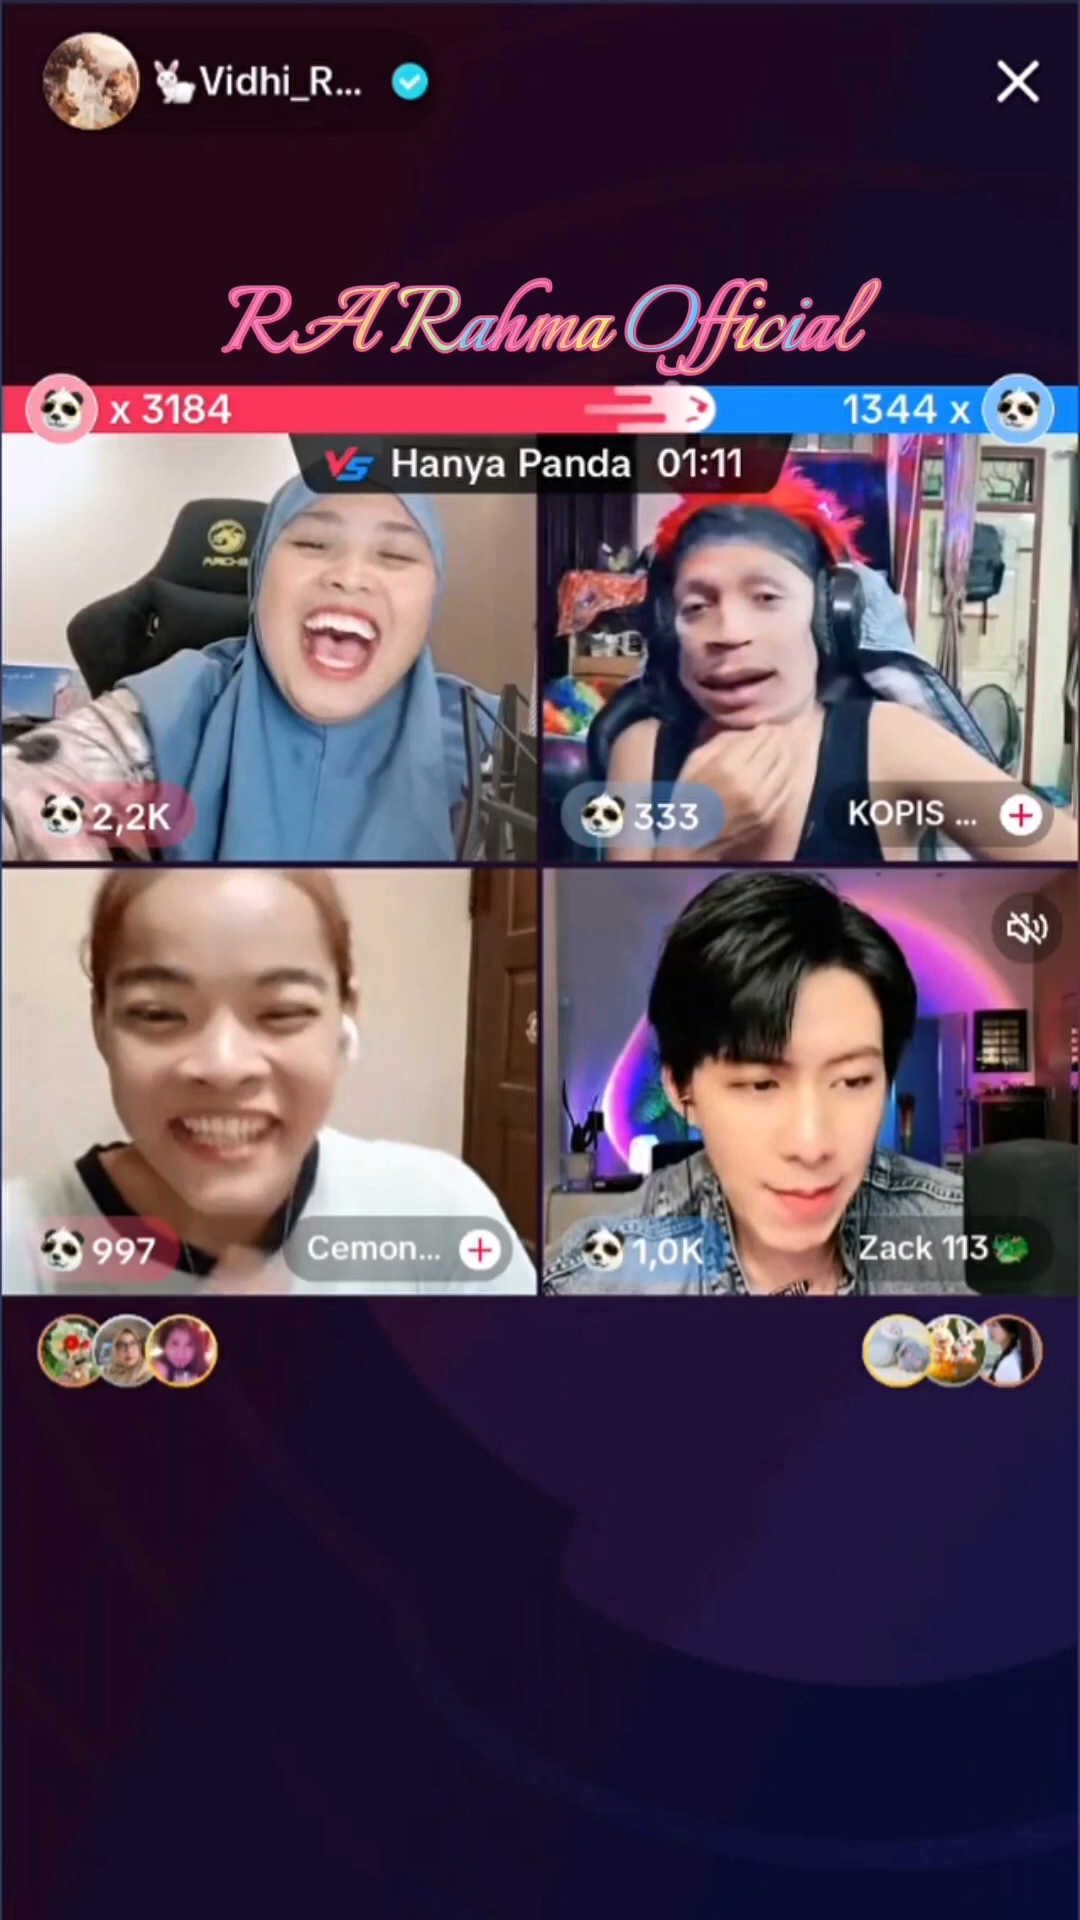 Vidhi_R...
RA Rahma Official
x 3184
1344 x
VS Hanya Panda 01:11
2,2K
333
KOPIS ...
997
Cemon...
1,0K
Zack 113